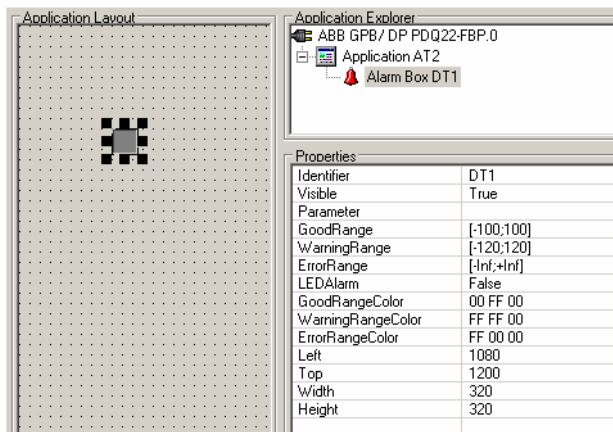 Application Layout
Application Explorer
ABB GPB/ DP PDQ22-FBP.0
Application AT2
Alarm Box DT1
Properties
Identifier DT1
Visible True
Parameter
GoodRange [-100;100]
WarningRange [-120;120]
ErrorRange [-Inf;+Inf]
LEDAlarm False
GoodRangeColor 00 FF 00
WarningRangeColor FF FF 00
ErrorRangeColor FF 00 00
Left 1080
Top 1200
Width 320
Height 320